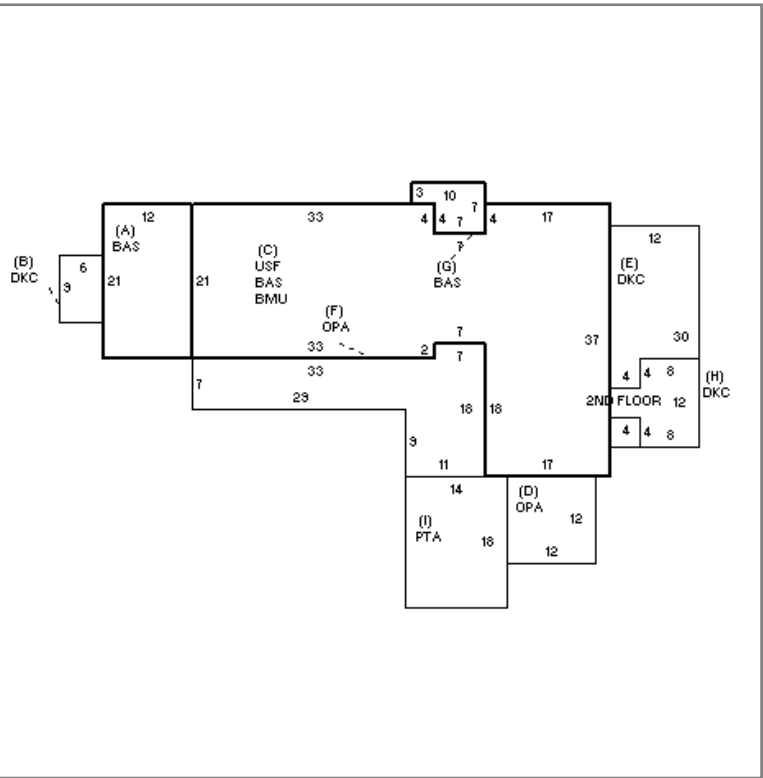 3 10
7
12 33 4 4 7 4 17
(A)
BAS
7
12
(B)
DKC
6
9
21
21
(C)
USF
BAS
BMU
(G)
BAS
(E)
DKC
(F)
OPA
33
2
7
7
37
30
33
7
29
18
18
4 4 8
(H)
DKC
2ND FLOOR 12
4 4 8
9
11
17
14
(D)
OPA
(I)
PTA
12
18
12